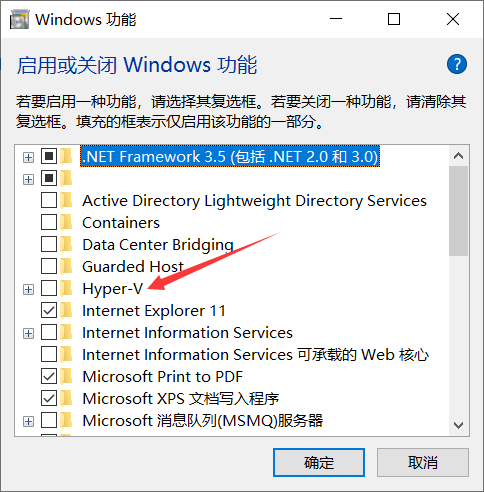 Windows 功能
启用或关闭 Windows 功能
?
若要启用一种功能，请选择其复选框。若要关闭一种功能，请清除其
复选框。填充的框表示仅启用该功能的一部分。
.NET Framework 3.5 (包括 .NET 2.0 和 3.0)
Active Directory Lightweight Directory Services
Containers
Data Center Bridging
Guarded Host
Hyper-V
Internet Explorer 11
Internet Information Services
Internet Information Services 可承载的 Web 核心
Microsoft Print to PDF
Microsoft XPS 文档写入程序
Microsoft 消息队列(MSMQ)服务器
确定
取消